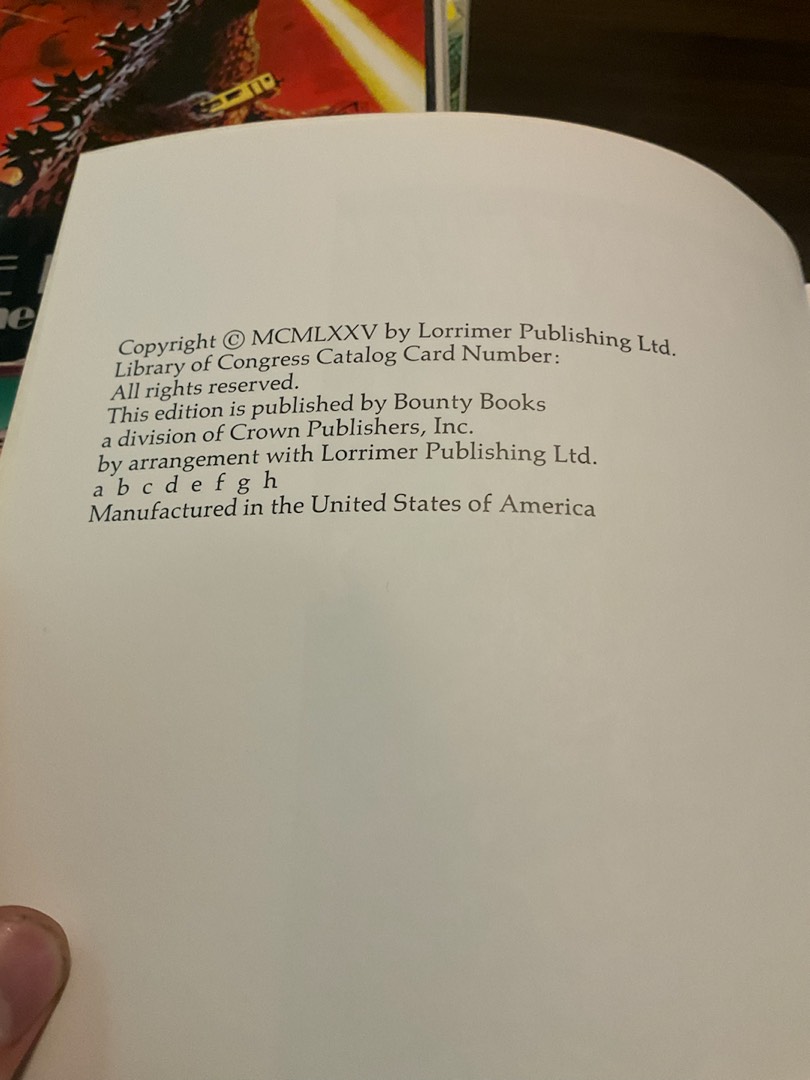 Copyright © MCMLXXV by Lorrimer Publishing Ltd.
Library of Congress Catalog Card Number:
All rights reserved.
This edition is published by Bounty Books
a division of Crown Publishers, Inc.
by arrangement with Lorrimer Publishing Ltd.
a b c d e f g h
Manufactured in the United States of America